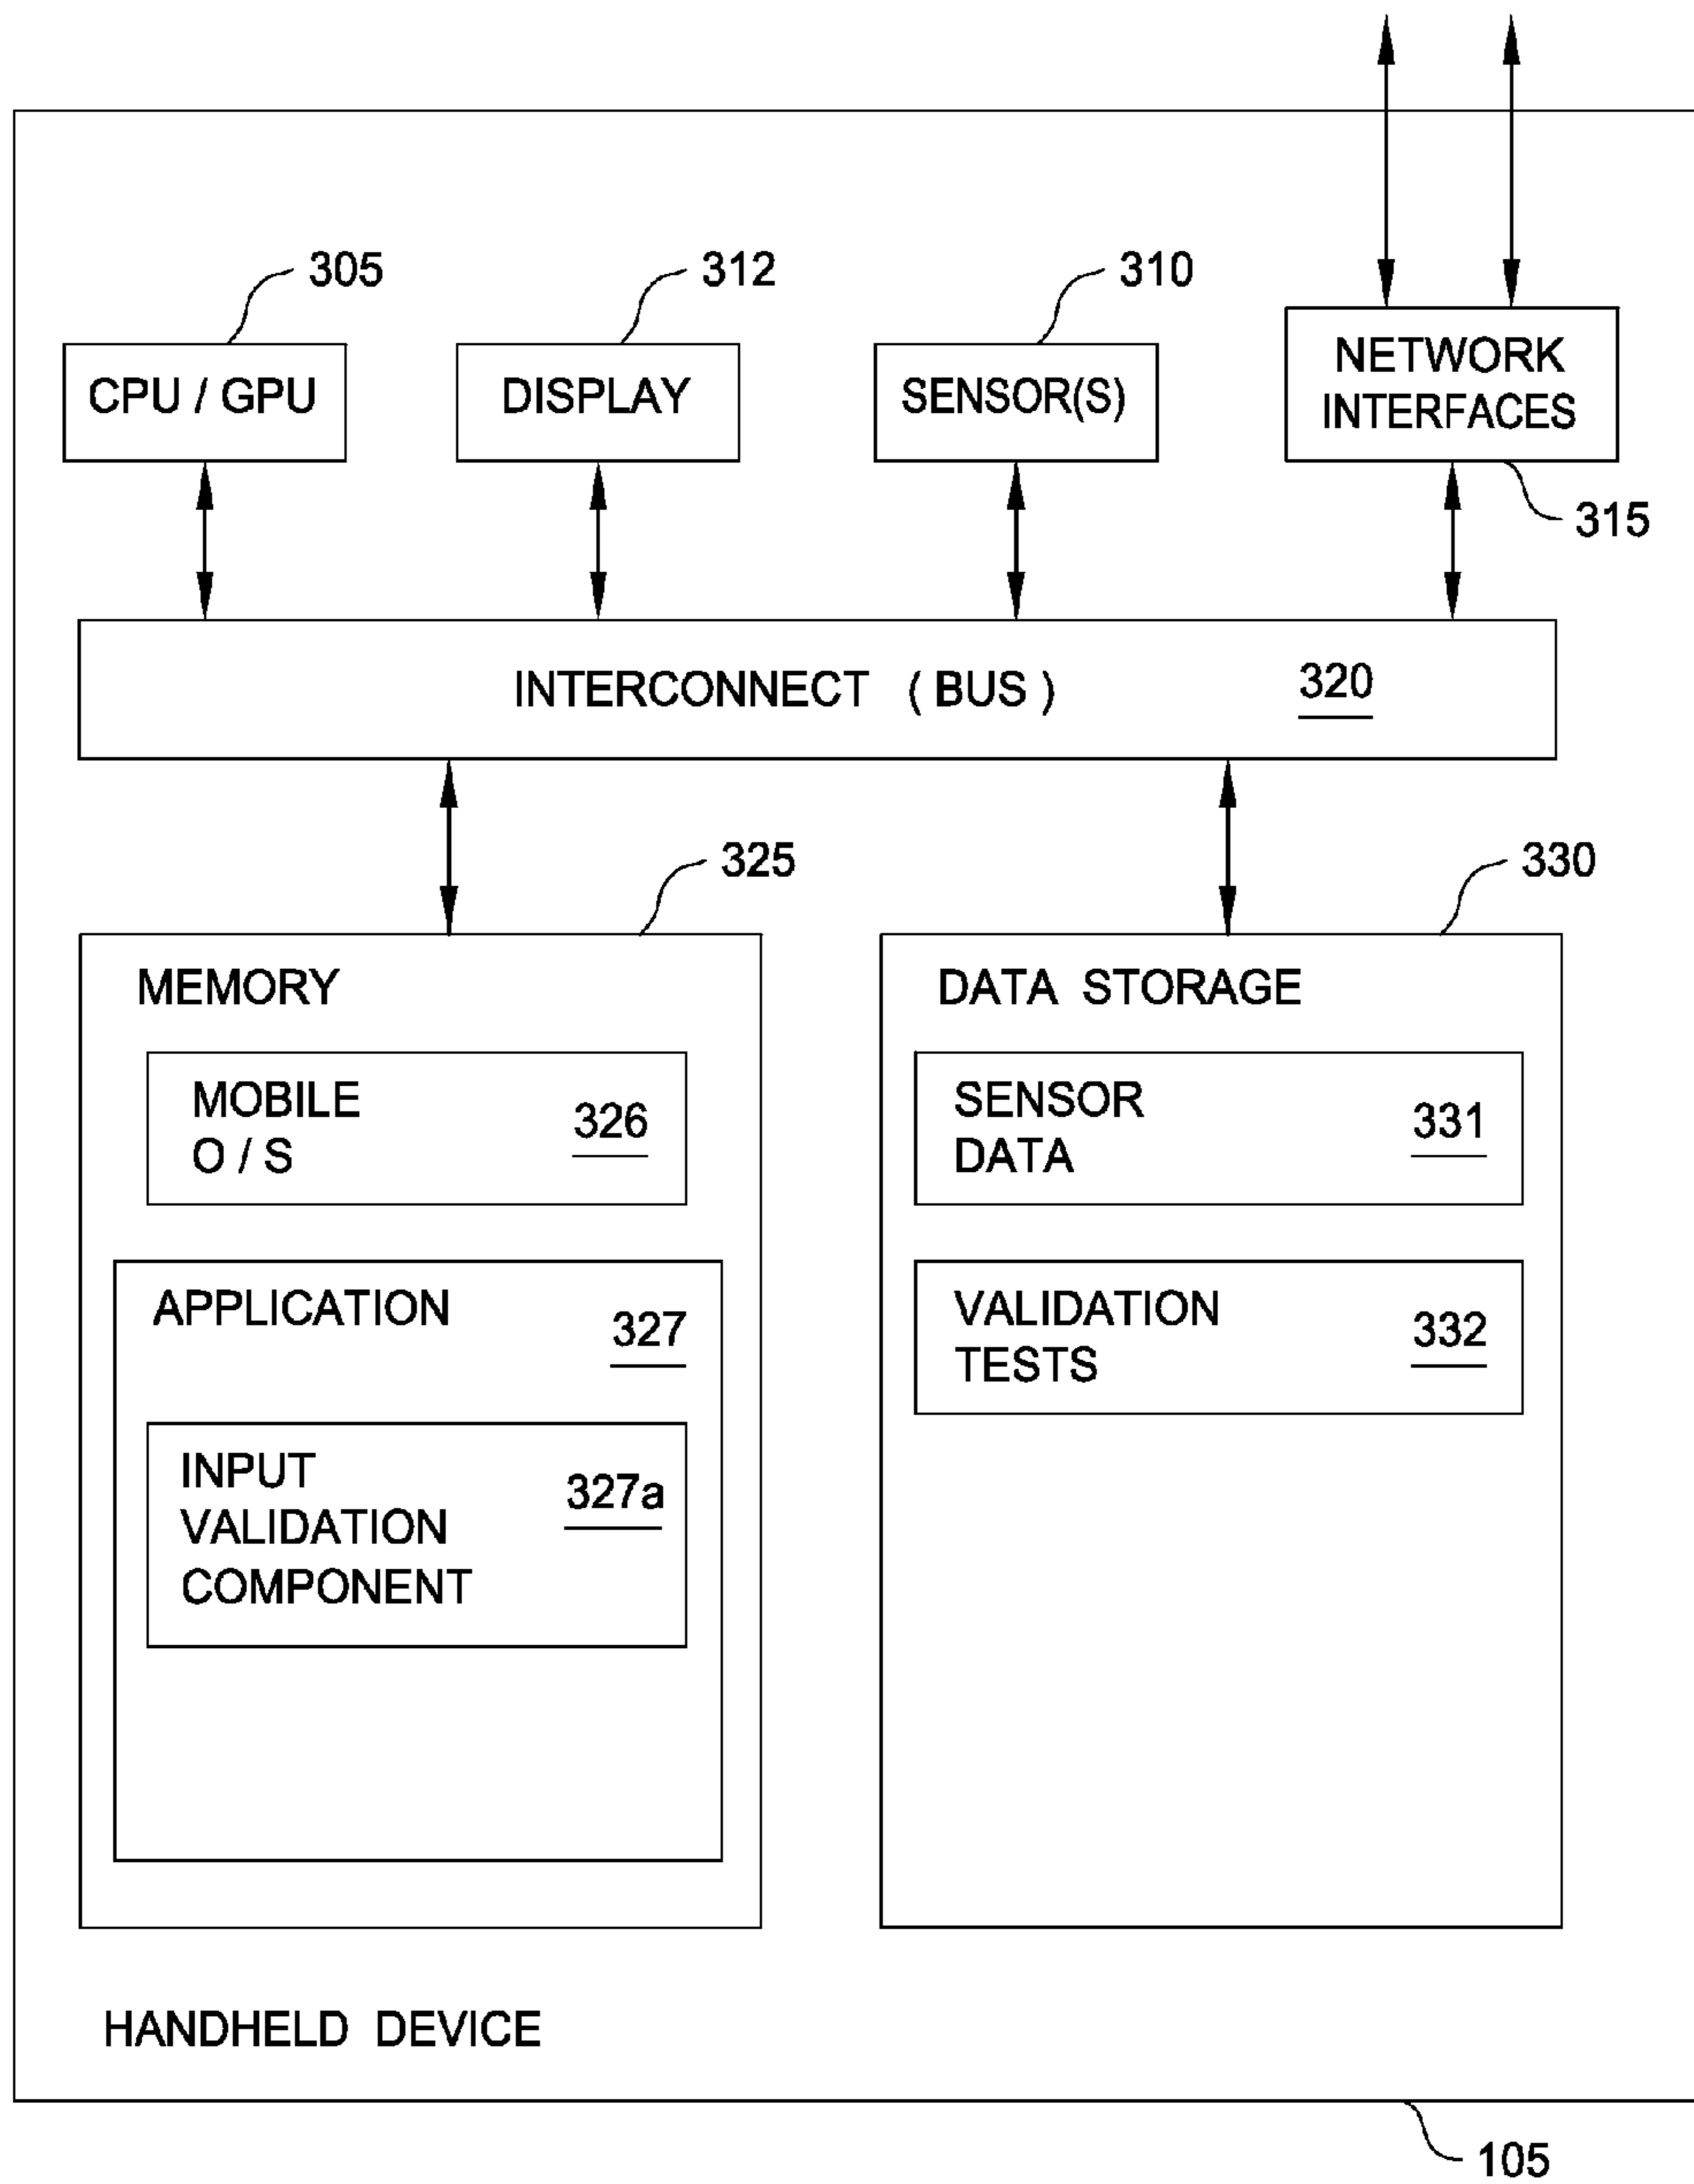 305
312
310
CPU / GPU
DISPLAY
SENSOR(S)
NETWORK
INTERFACES
315
INTERCONNECT ( BUS )
320
325
330
MEMORY
MOBILE
O / S
326
APPLICATION
327
INPUT
VALIDATION
COMPONENT
327a
DATA STORAGE
SENSOR
DATA
331
VALIDATION
TESTS
332
HANDHELD DEVICE
105